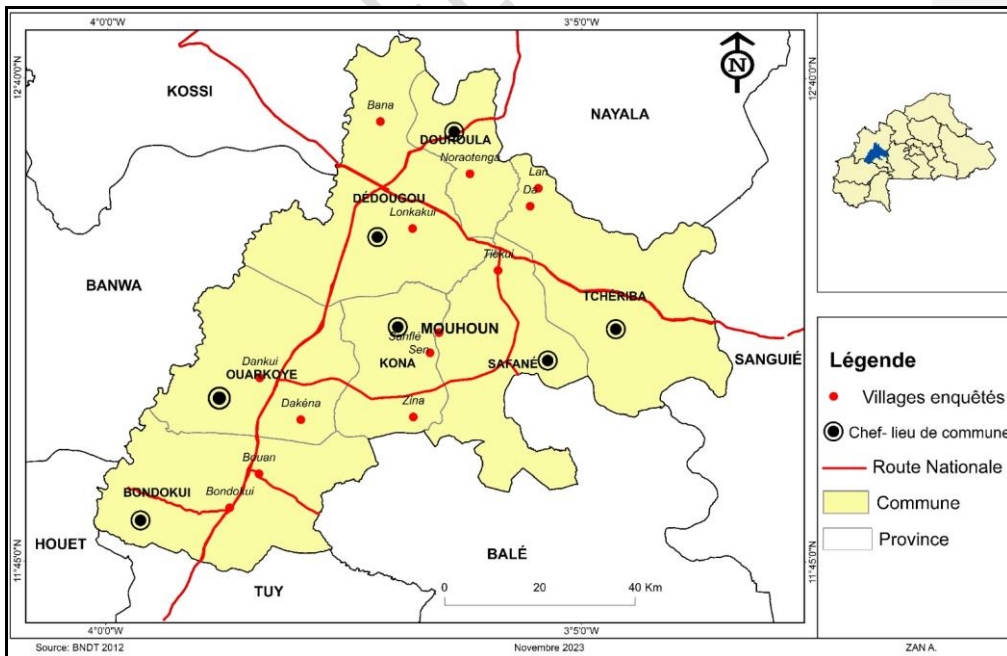 4°0'0"W
3°5'0"W
12°40'0"N
12°40'0"N
N
KOSSI
NAYALA
Bana
DOUROULA
Noraotenga
Lan
Da
DÉDOUGOU
Lonkakui
BANWA
Tiékui
TCHÉRIBA
MOUHOUN
Sanflé
Sen
KONA
SAFANÉ
SANGUIÉ
Dankui
OUARKOYE
Dakéna
Zina
Bouan
BONDOKUI
Bondokui
HOUET
BALÉ
TUY
0 20 40 Km
11°45'0"N
11°45'0"N
4°0'0"W
3°5'0"W
Légende
Villages enquêtés
Chef- lieu de commune
Route Nationale
Commune
Province
Source: BNDT 2012
Novembre 2023
ZAN A.